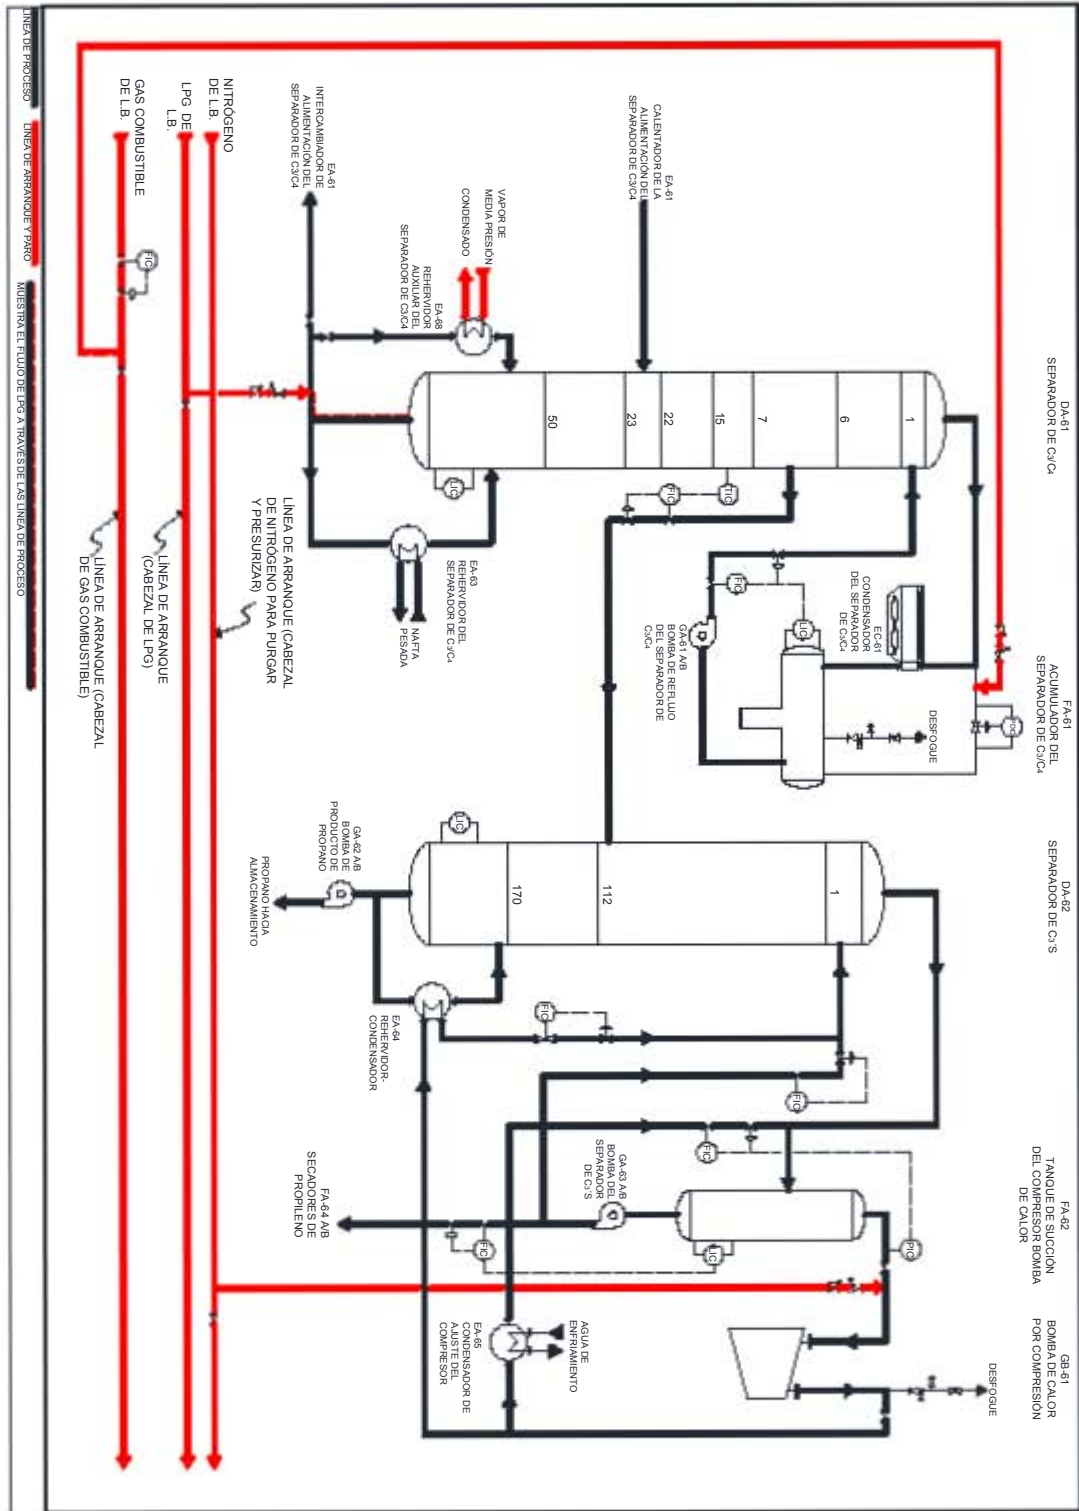 DA-61
SEPARADOR DE C3/C4
FA-61
ACUMULADOR DEL
SEPARADOR DE C3/C4
DA-62
SEPARADOR DE C3'S
FA-62
TANQUE DE SUCCIÓN
DEL COMPRESOR BOMBA
DE CALOR
GB-61
BOMBA DE CALOR
POR COMPRESIÓN
EA-61
CALENTADOR DE LA
ALIMENTACIÓN DEL
SEPARADOR DE C3/C4
VAPOR DE
MEDIA PRESIÓN
CONDENSADO
EA-68
REHERVIDOR
AUXILIAR DEL
SEPARADOR DE C3/C4
EA-61
INTERCAMBIADOR DE
ALIMENTACIÓN DEL
SEPARADOR DE C3/C4
1
6
7
15
22
23
50
LIC
TIC
FIC
EC-61
CONDENSADOR
DEL SEPARADOR
DE C3/C4
PDIC
DESFOGUE
LIC
FIC
GA-61 A/B
BOMBA DE REFLUJO
DEL SEPARADOR DE
C3/C4
EA-63
REHERVIDOR DEL
SEPARADOR DE C3/C4
NAFTA
PESADA
1
112
170
LIC
GA-62 A/B
BOMBA DE
PRODUCTO DE
PROPANO
PROPANO HACIA
ALMACENAMIENTO
EA-64
REHERVIDOR-
CONDENSADOR
FIC
FIC
FIC
PIC
LIC
FIC
GA-63 A/B
BOMBA DEL
SEPARADOR
DE C3'S
FA-64 A/B
SECADORES DE
PROPILENO
AGUA DE
ENFRIAMIENTO
EA-65
CONDENSADOR DE
AJUSTE DEL
COMPRESOR
DESFOGUE
NITRÓGENO
DE L.B.
LPG DE
L.B.
GAS COMBUSTIBLE
DE L.B.
FIC
LÍNEA DE ARRANQUE (CABEZAL
DE NITRÓGENO PARA PURGAR
Y PRESURIZAR)
LÍNEA DE ARRANQUE
(CABEZAL DE LPG)
LÍNEA DE ARRANQUE (CABEZAL
DE GAS COMBUSTIBLE)
LÍNEA DE PROCESO
LINEA DE ARRANQUE Y PARO
MUESTRA EL FLUJO DE LPG A TRAVÉS DE LAS LINEA DE PROCESO